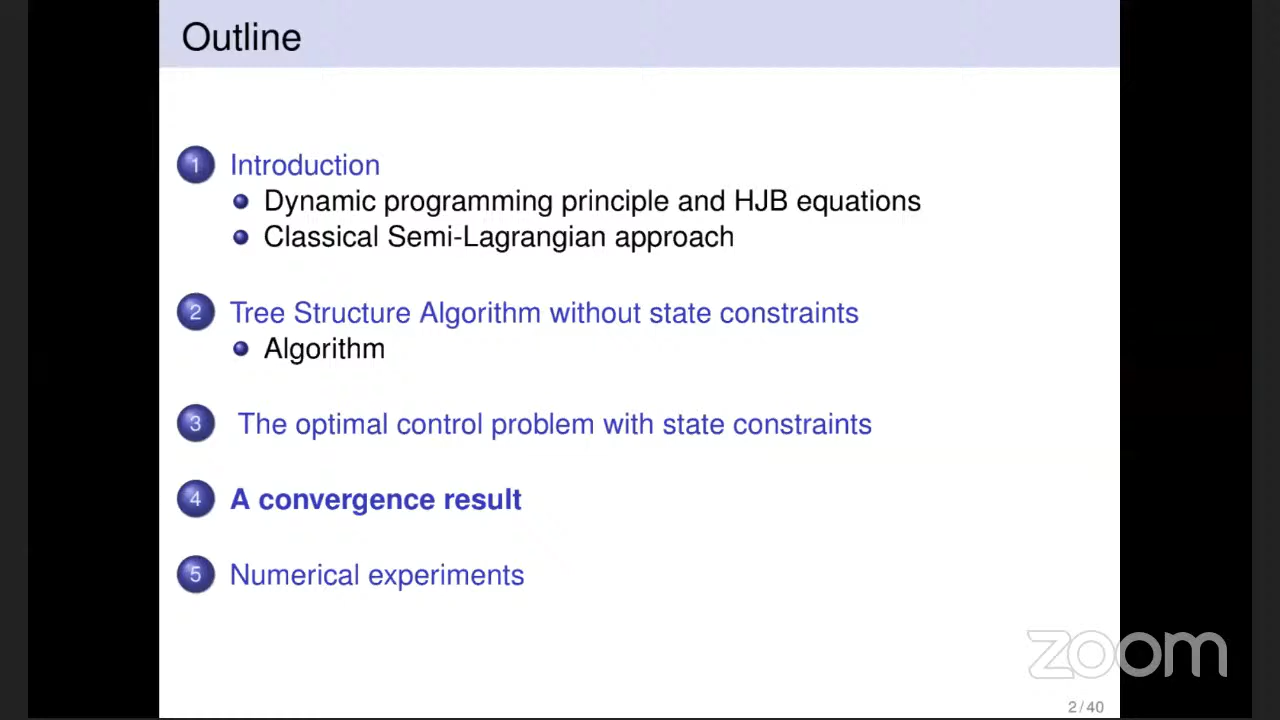 Outline
1 Introduction
Dynamic programming principle and HJB equations
Classical Semi-Lagrangian approach
2 Tree Structure Algorithm without state constraints
Algorithm
3 The optimal control problem with state constraints
4 A convergence result
5 Numerical experiments
zoom
2 / 40